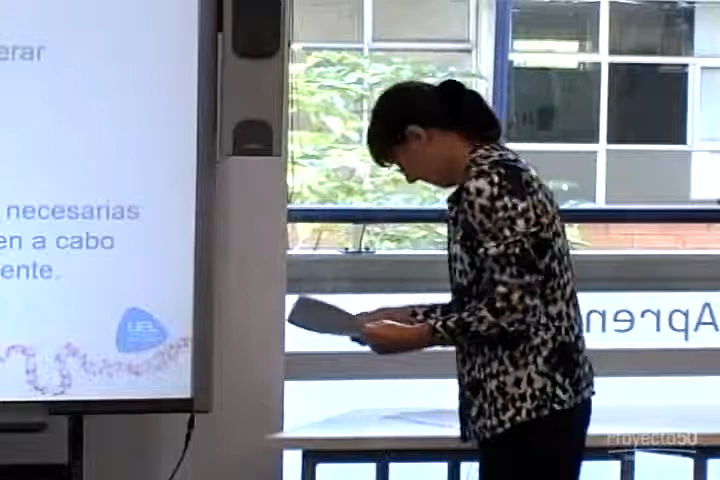 erar
necesarias
en a cabo
ente.
UEL
Apren
Proyecto50